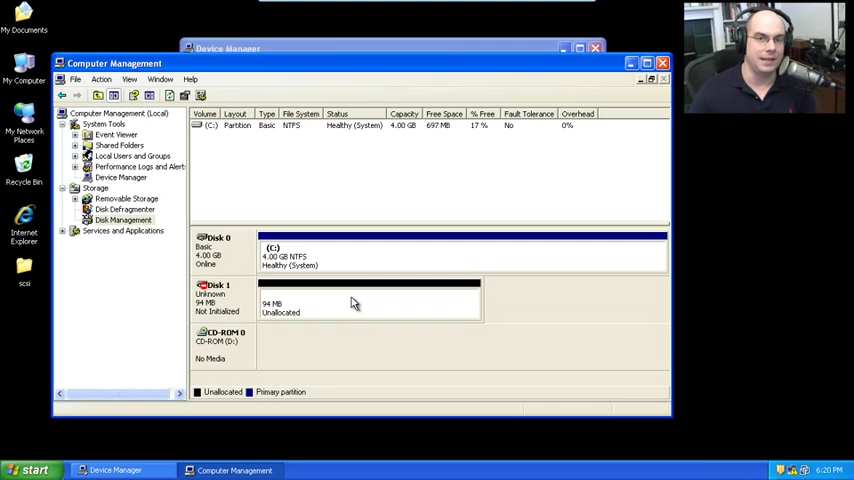 My Documents
My Computer
My Network
Places
Recycle Bin
Internet
Explorer
scsi
Device Manager
Computer Management
File Action View Window Help
Computer Management (Local)
System Tools
Event Viewer
Shared Folders
Local Users and Groups
Performance Logs and Alerts
Device Manager
Storage
Removable Storage
Disk Defragmenter
Disk Management
Services and Applications
Volume Layout Type File System Status Capacity Free Space % Free Fault Tolerance Overhead
(C:) Partition Basic NTFS Healthy (System) 4.00 GB 697 MB 17 % No 0%
Disk 0
Basic
4.00 GB
Online
(C:)
4.00 GB NTFS
Healthy (System)
Disk 1
Unknown
94 MB
Not Initialized
94 MB
Unallocated
CD-ROM 0
CD-ROM (D:)
No Media
Unallocated Primary partition
start Device Manager Computer Management 6:20 PM